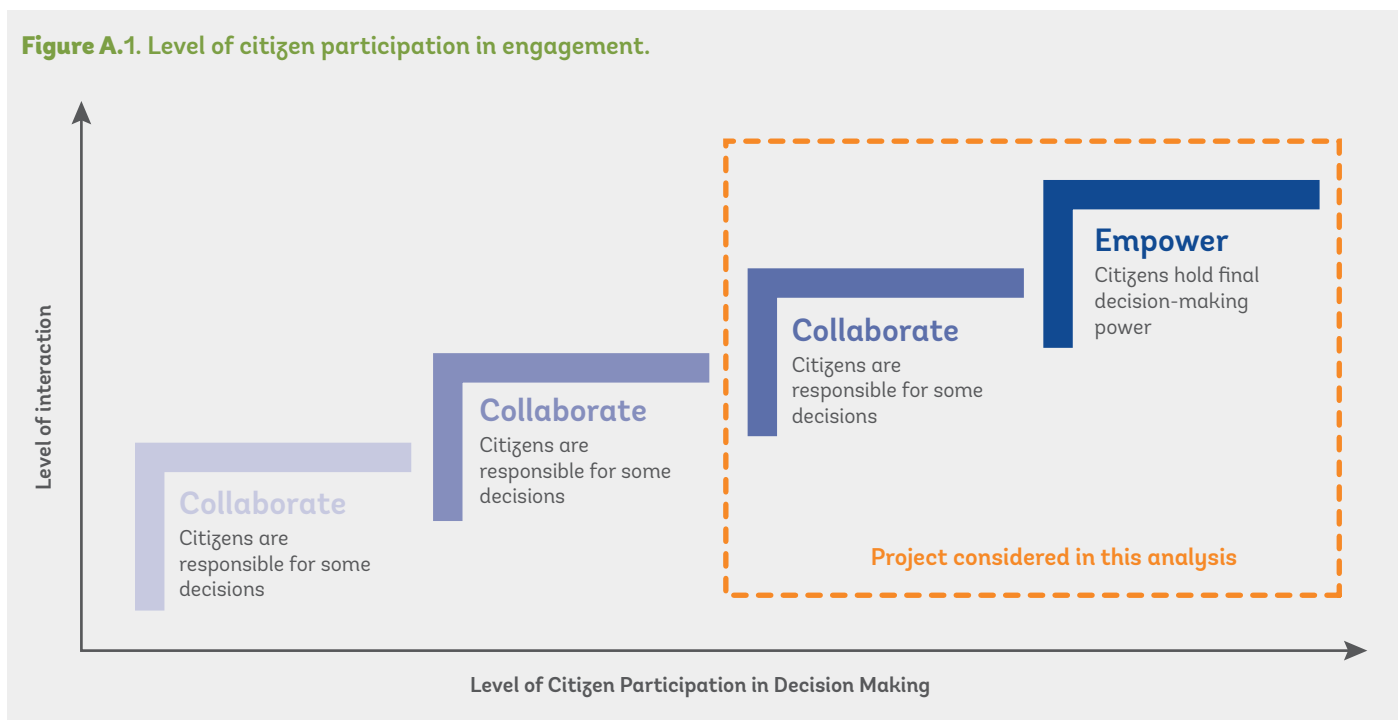 Figure A.1. Level of citizen participation in engagement.
Level of interaction
Collaborate
Citizens are
responsible for some
decisions
Collaborate
Citizens are
responsible for some
decisions
Collaborate
Citizens are
responsible for some
decisions
Empower
Citizens hold final
decision-making
power
Project considered in this analysis
Level of Citizen Participation in Decision Making